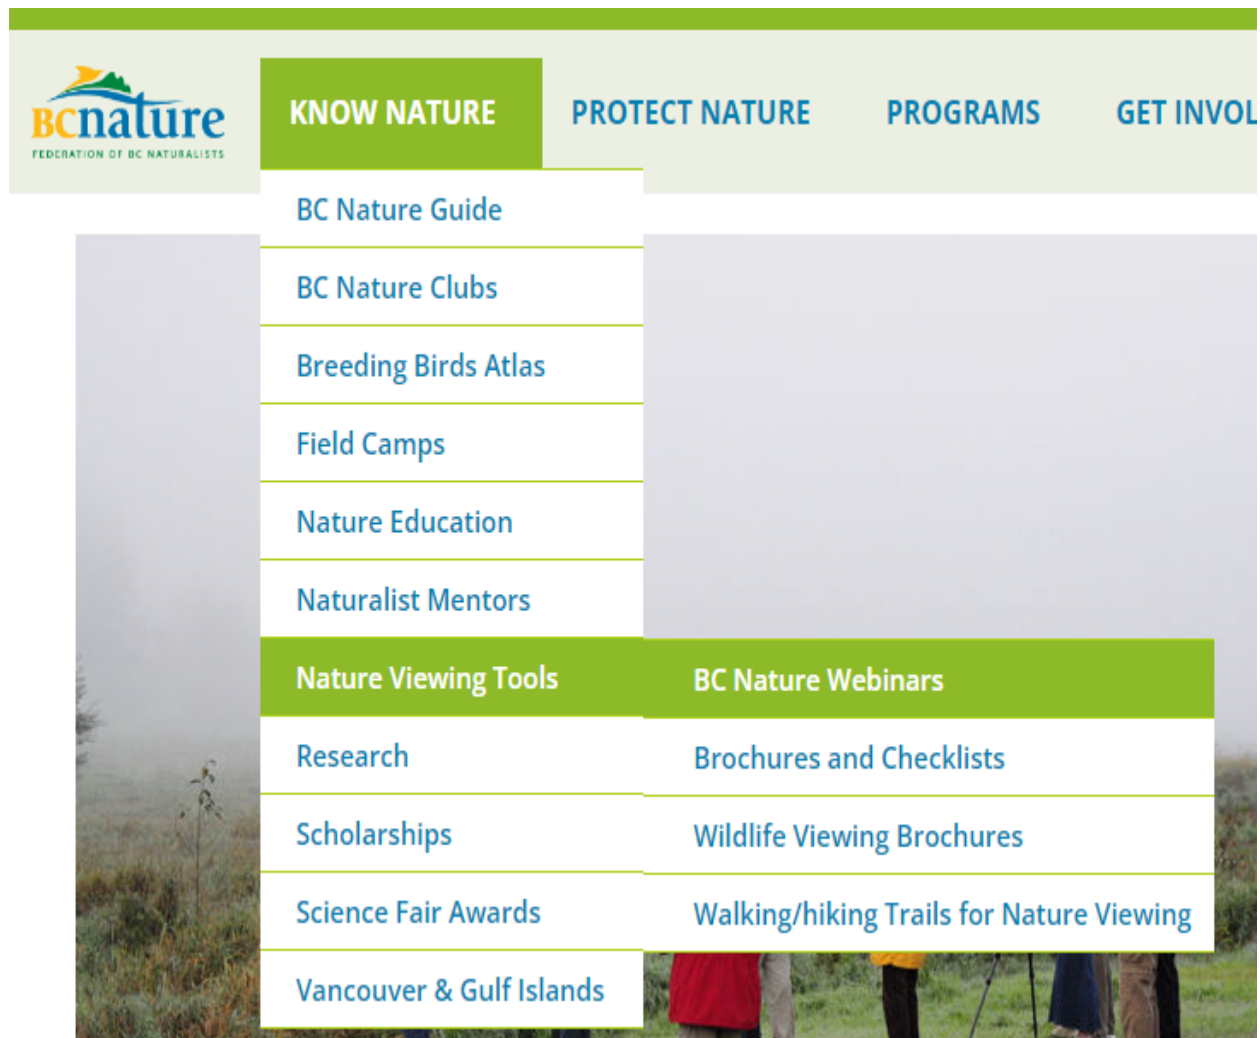 BCnature
FEDERATION OF BC NATURALISTS
KNOW NATURE
PROTECT NATURE
PROGRAMS
GET INVOL
BC Nature Guide
BC Nature Clubs
Breeding Birds Atlas
Field Camps
Nature Education
Naturalist Mentors
Nature Viewing Tools
Research
Scholarships
Science Fair Awards
Vancouver & Gulf Islands
BC Nature Webinars
Brochures and Checklists
Wildlife Viewing Brochures
Walking/hiking Trails for Nature Viewing